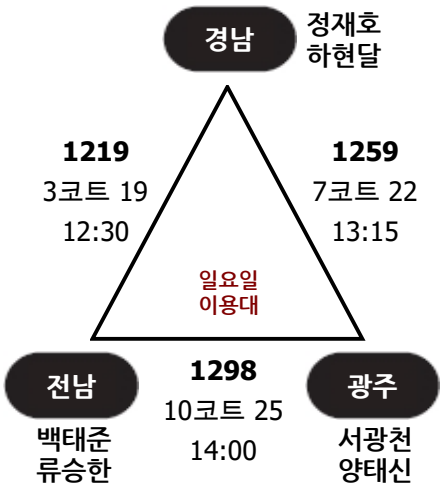 경남
정재호
하현달
1219
3코트 19
12:30
1259
7코트 22
13:15
일요일
이용대
전남
백태준
류승한
1298
10코트 25
14:00
광주
서광천
양태신